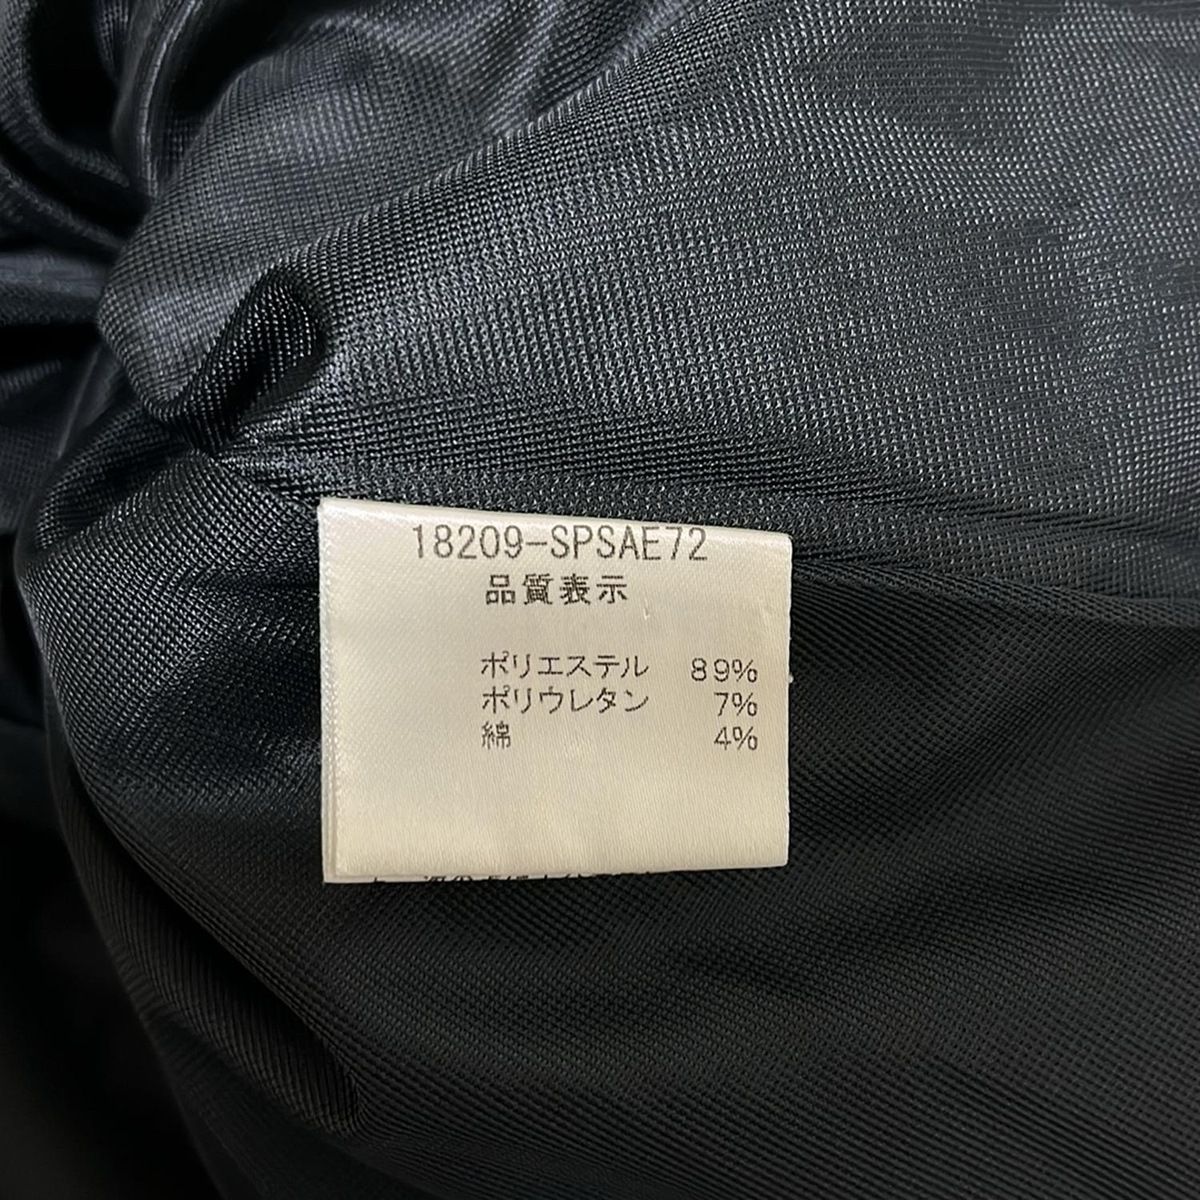 18209-SPSAE72
品質表示
ポリエステル 89%
ポリウレタン 7%
綿 4%